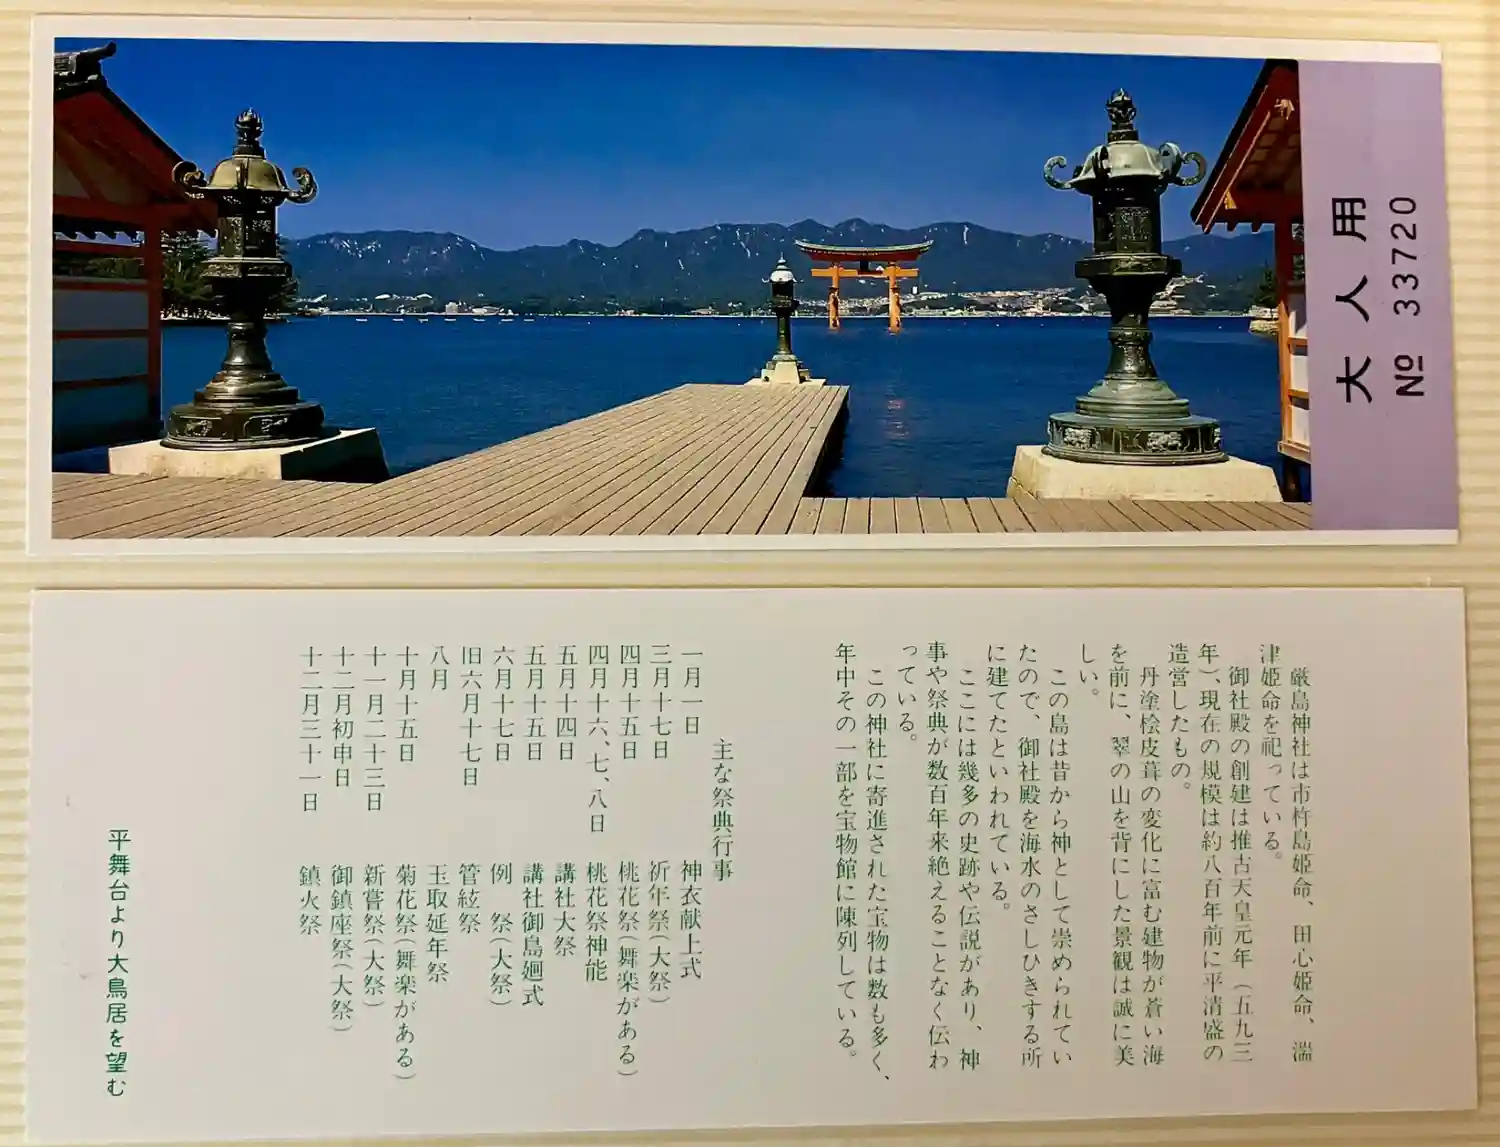 大人用
№ 33720
厳島神社は市杵島姫命、田心姫命、湍
津姫命を祀っている。
御社殿の創建は推古天皇元年(五九三
年)、現在の規模は約八百年前に平清盛の
造営したもの。
丹塗桧皮葺の変化に富む建物が蒼い海
を前に、翠の山を背にした景観は誠に美
しい。
この島は昔から神として崇められてい
たので、御社殿を海水のさしひきする所
に建てたといわれている。
ここには幾多の史跡や伝説があり、神
事や祭典が数百年来絶えることなく伝わ
っている。
この神社に寄進された宝物は数も多く、
年中その一部を宝物館に陳列している。
主な祭典行事
一月一日 神衣献上式
三月十七日 祈年祭(大祭)
四月十五日 桃花祭(舞楽がある)
四月十六、七、八日 桃花祭神能
五月十四日 講社大祭
五月十五日 講社御島廻式
六月十七日 例 祭(大祭)
旧六月十七日 管絃祭
八月 玉取延年祭
十月十五日 菊花祭(舞楽がある)
十一月二十三日 新嘗祭(大祭)
十二月初申日 御鎮座祭(大祭)
十二月三十一日 鎮火祭
平舞台より大鳥居を望む